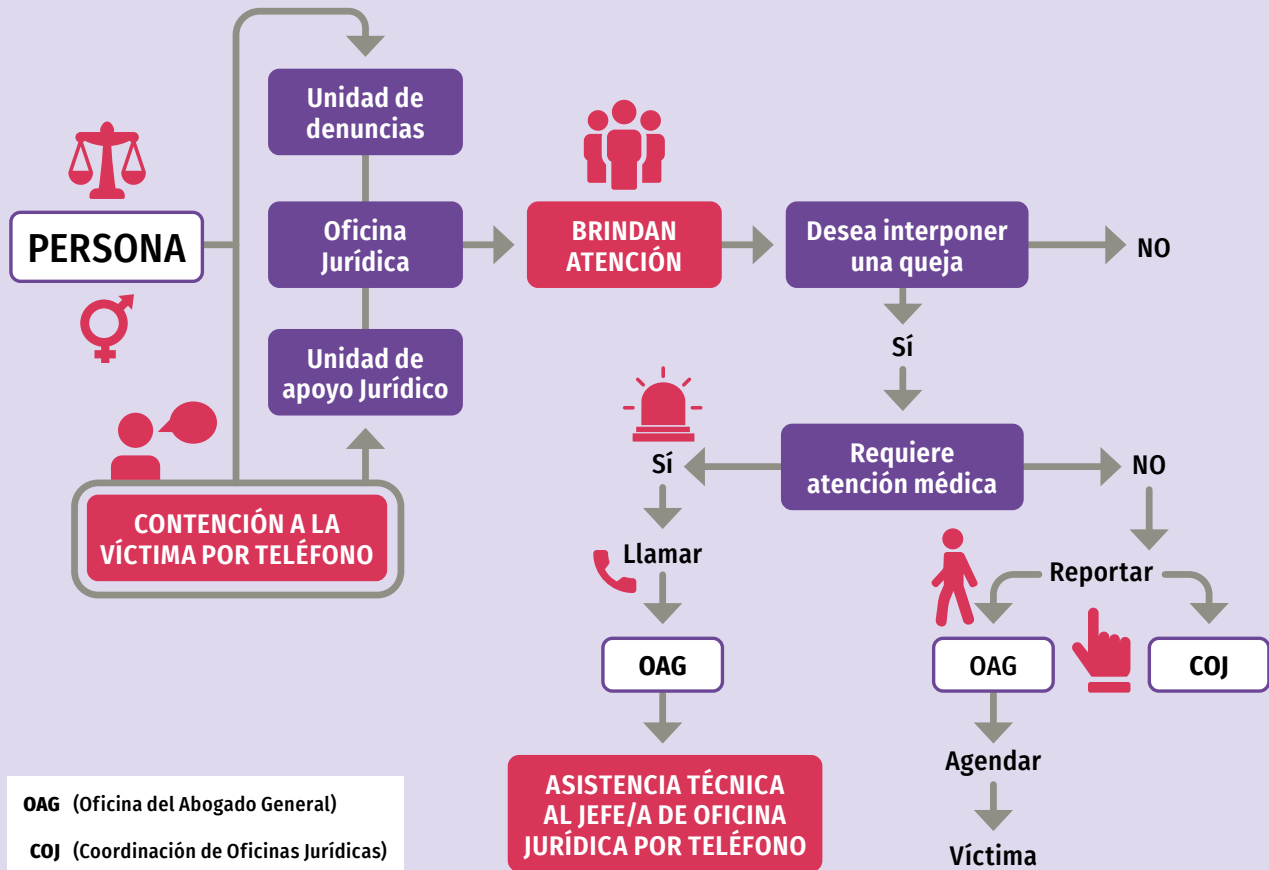 Unidad de
denuncias
PERSONA
Oficina
Jurídica
BRINDAN
ATENCIÓN
Desea interponer
una queja
NO
Sí
Unidad de
apoyo Jurídico
CONTENCIÓN A LA
VÍCTIMA POR TELÉFONO
Requiere
atención médica
Sí
NO
Llamar
Reportar
OAG
OAG
COJ
ASISTENCIA TÉCNICA
AL JEFE/A DE OFICINA
JURÍDICA POR TELÉFONO
Agendar
Víctima
OAG (Oficina del Abogado General)
COJ (Coordinación de Oficinas Jurídicas)